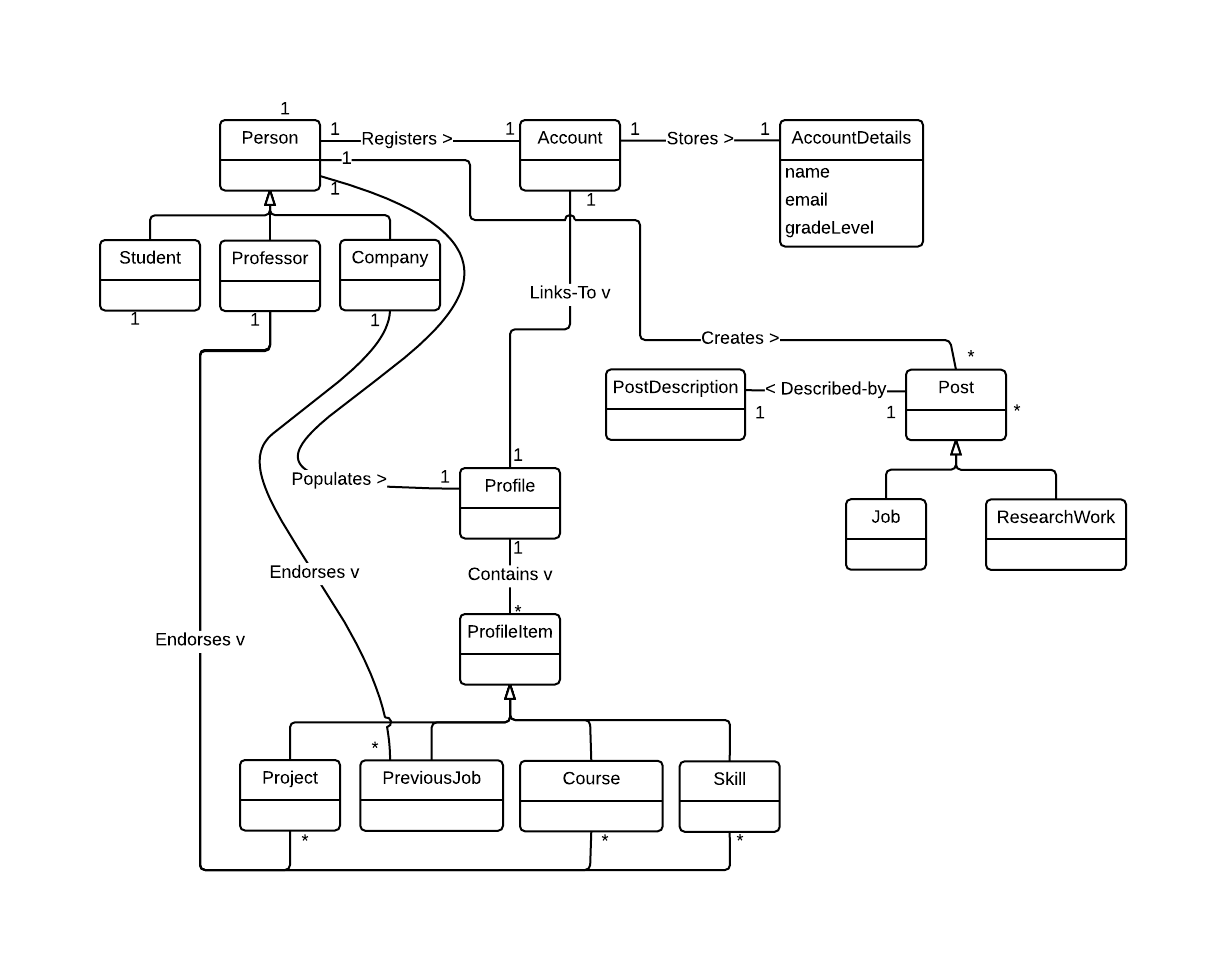 1
Person
1
Registers >
1
Account
1
Stores >
1
AccountDetails
name
email
gradeLevel
1
1
1
Student
Professor
Company
1
1
1
Links-To v
Creates >
*
PostDescription
< Described-by
Post
1
1
*
1
Populates >
1
Profile
Job
ResearchWork
1
Endorses v
Contains v
*
ProfileItem
Endorses v
*
Project
PreviousJob
Course
Skill
*
*
*